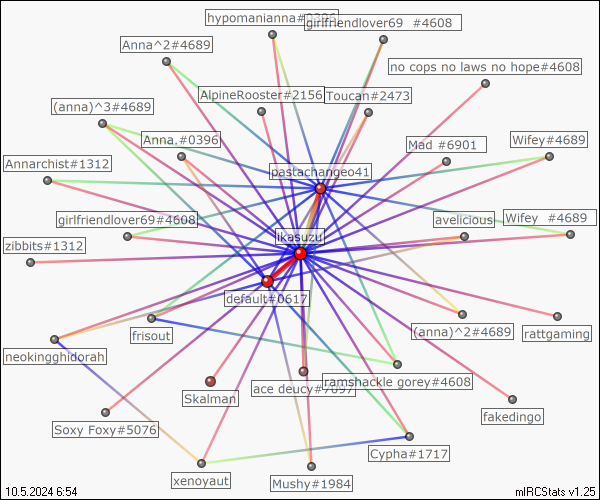 hypomanianna#0396
girlfriendlover69 #4608
Anna^2#4689
no cops no laws no hope#4608
AlpineRooster#2156
Toucan#2473
(anna)^3#4689
Anna.#0396
Mad #6901
Wifey#4689
Annarchist#1312
pastachangeo41
girlfriendlover69#4608
avelicious
Wifey #4689
ikasuzu
zibbits#1312
default#0617
(anna)^2#4689
rattgaming
frisout
neokingghidorah
ace deucy#7697
ramshackle gorey#4608
Skalman
fakedingo
Soxy Foxy#5076
Cypha#1717
xenoyaut
Mushy#1984
10.5.2024 6:54
mIRCStats v1.25